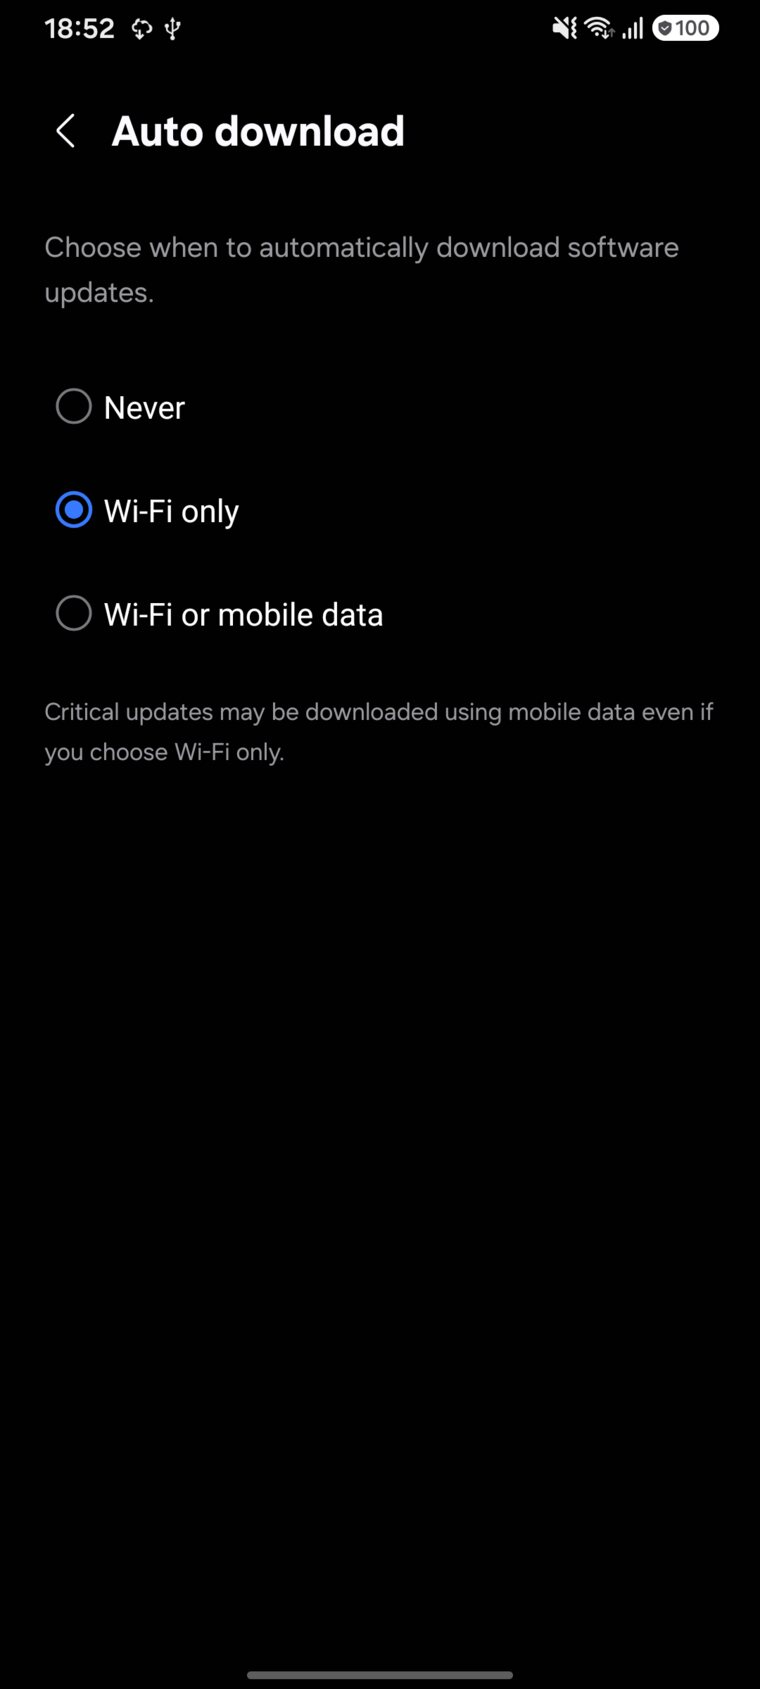 18:52
100
Auto download
Choose when to automatically download software
updates.
Never
Wi-Fi only
Wi-Fi or mobile data
Critical updates may be downloaded using mobile data even if
you choose Wi-Fi only.